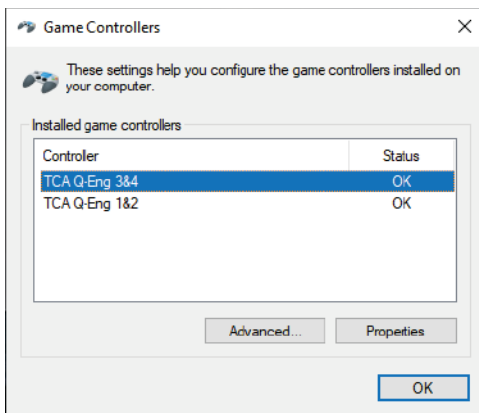 Game Controllers
These settings help you configure the game controllers installed on
your computer.
Installed game controllers
Controller Status
TCA Q-Eng 3&4 OK
TCA Q-Eng 1&2 OK
Advanced... Properties
OK